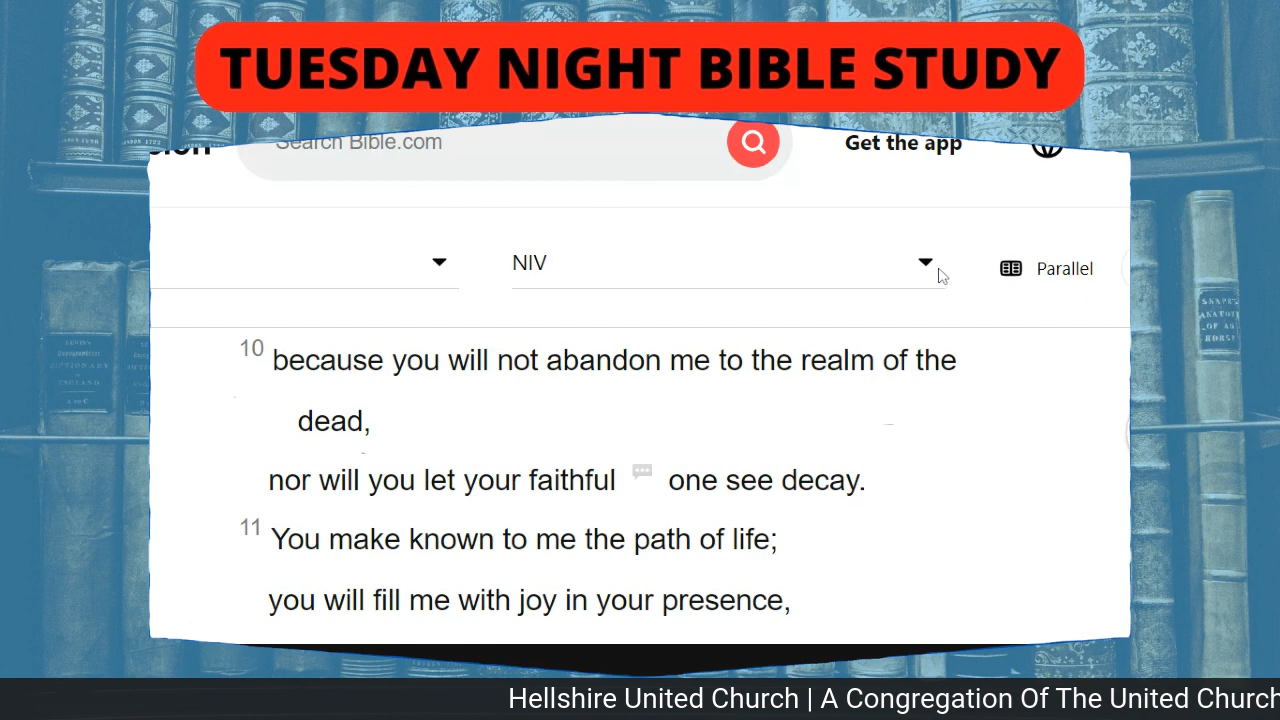 TUESDAY NIGHT BIBLE STUDY
Search Bible.com
Get the app
NIV
Parallel
10 because you will not abandon me to the realm of the
dead,
nor will you let your faithful one see decay.
11 You make known to me the path of life;
you will fill me with joy in your presence,
Hellshire United Church | A Congregation Of The United Church